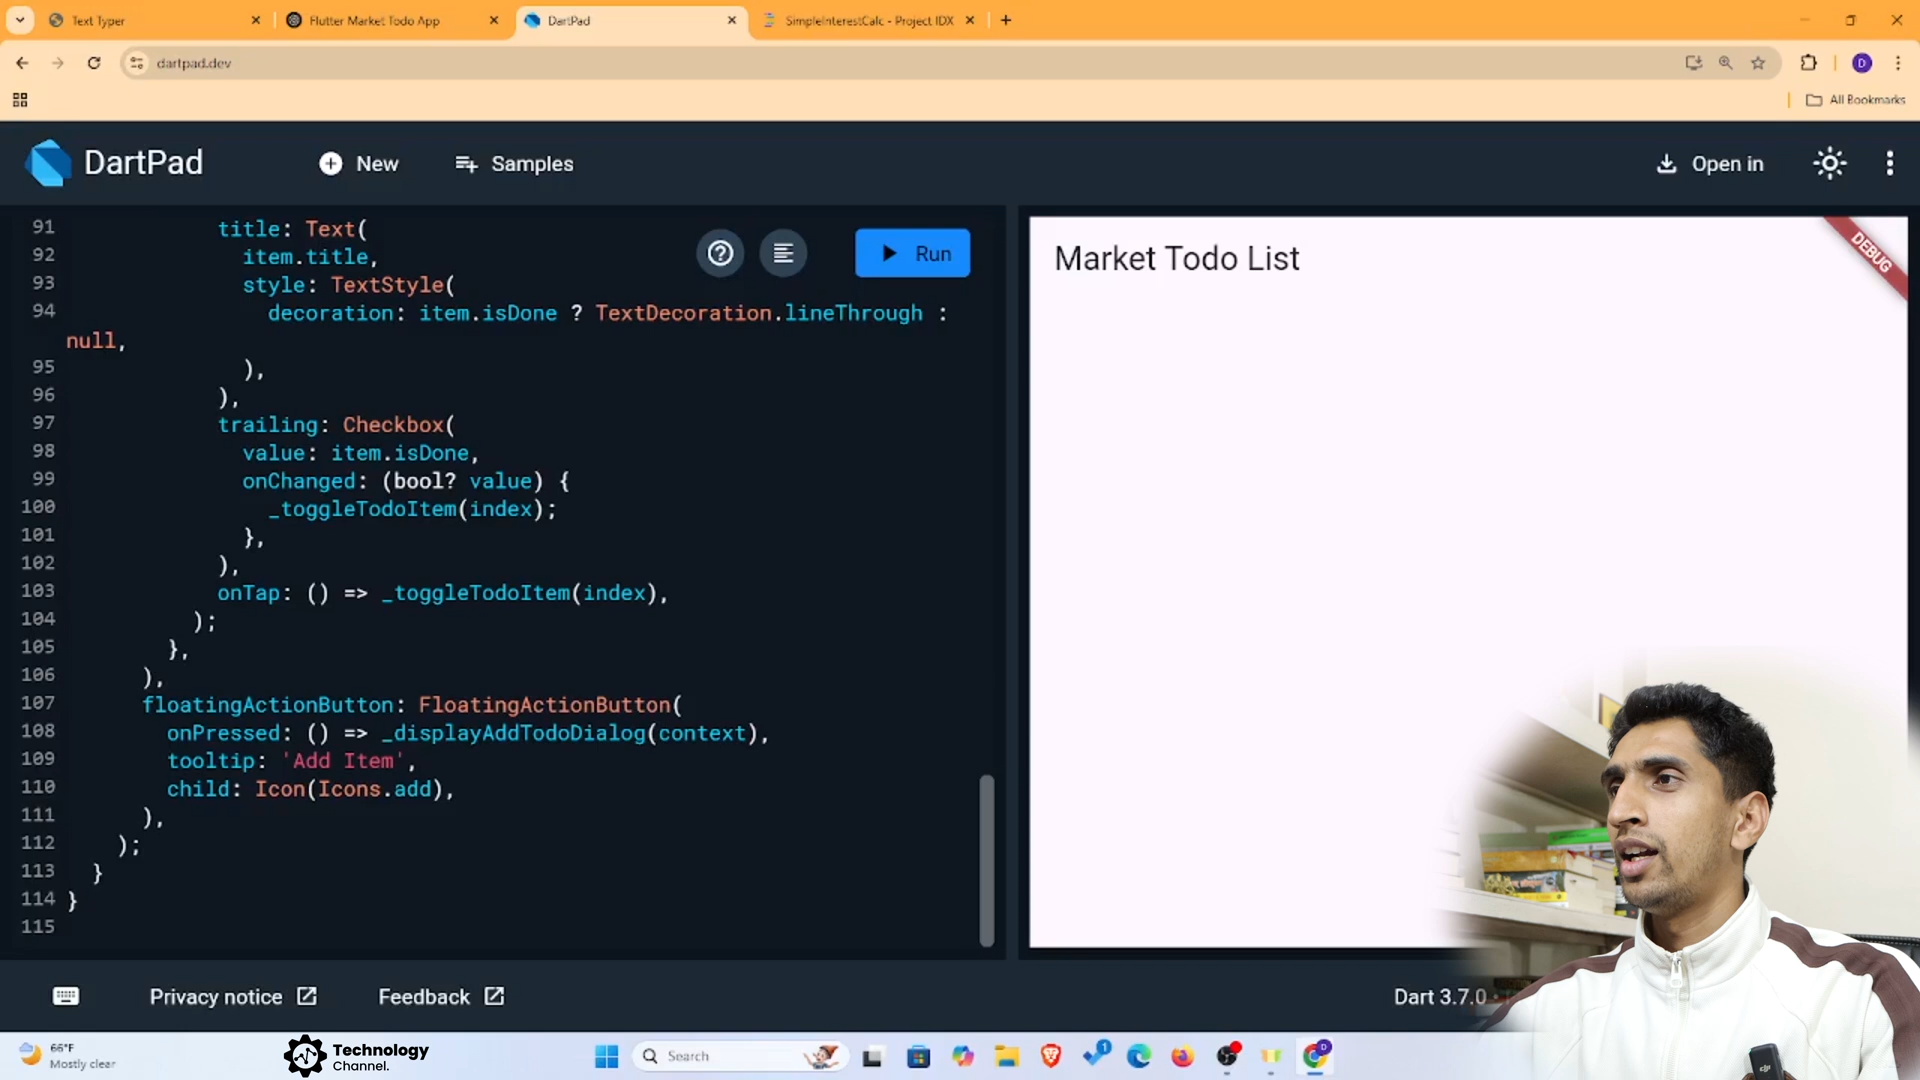 Text Typer
Flutter Market Todo App
DartPad
SimpleInterestCalc - Project IDX
dartpad.dev
D
All Bookmarks
DartPad
New
Samples
Open in
91 title: Text(
92 item.title,
93 style: TextStyle(
94 decoration: item.isDone ? TextDecoration.lineThrough :
null,
95 ),
96 ),
97 trailing: Checkbox(
98 value: item.isDone,
99 onChanged: (bool? value) {
100 _toggleTodoItem(index);
101 },
102 ),
103 onTap: () => _toggleTodoItem(index),
104 );
105 },
106 ),
107 floatingActionButton: FloatingActionButton(
108 onPressed: () => _displayAddTodoDialog(context),
109 tooltip: 'Add Item',
110 child: Icon(Icons.add),
111 ),
112 );
113 }
114 }
115
Run
Market Todo List
DEBUG
Privacy notice
Feedback
Dart 3.7.0
66°F
Mostly clear
Technology
Channel.
Search
1
D
dji